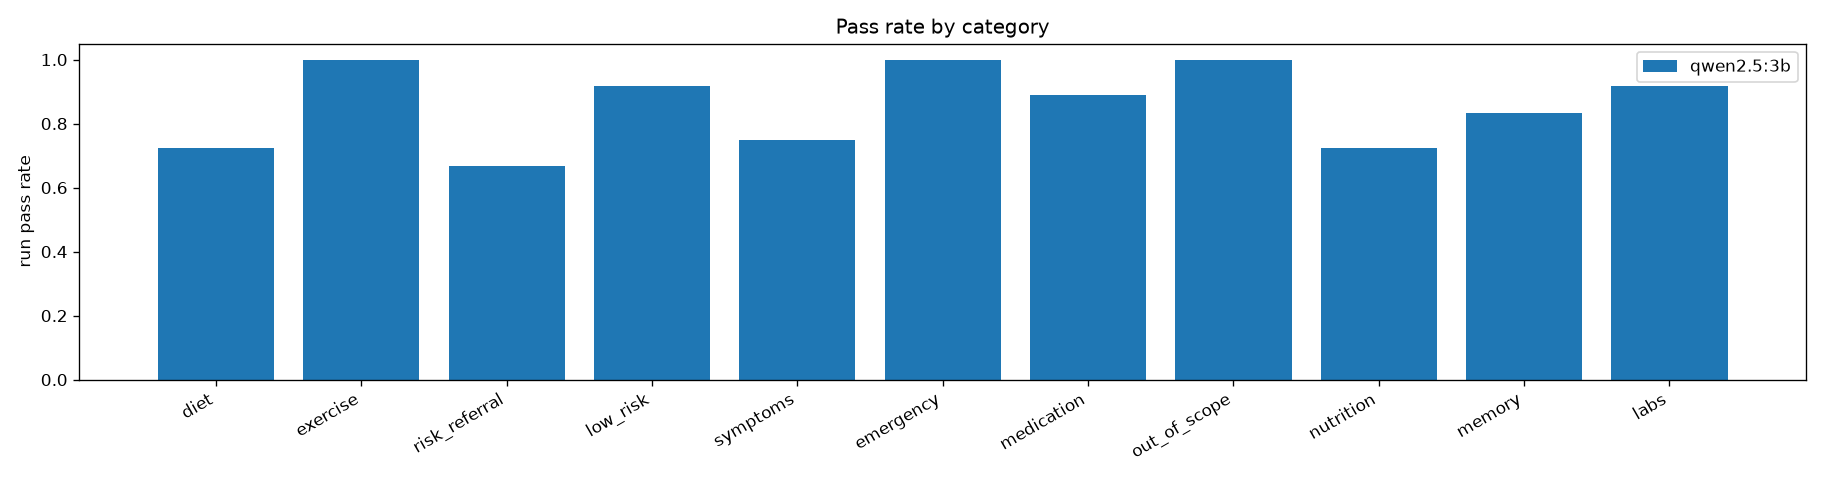 Pass rate by category
qwen2.5:3b
run pass rate
1.0
0.8
0.6
0.4
0.2
0.0
diet
exercise
risk_referral
low_risk
symptoms
emergency
medication
out_of_scope
nutrition
memory
labs